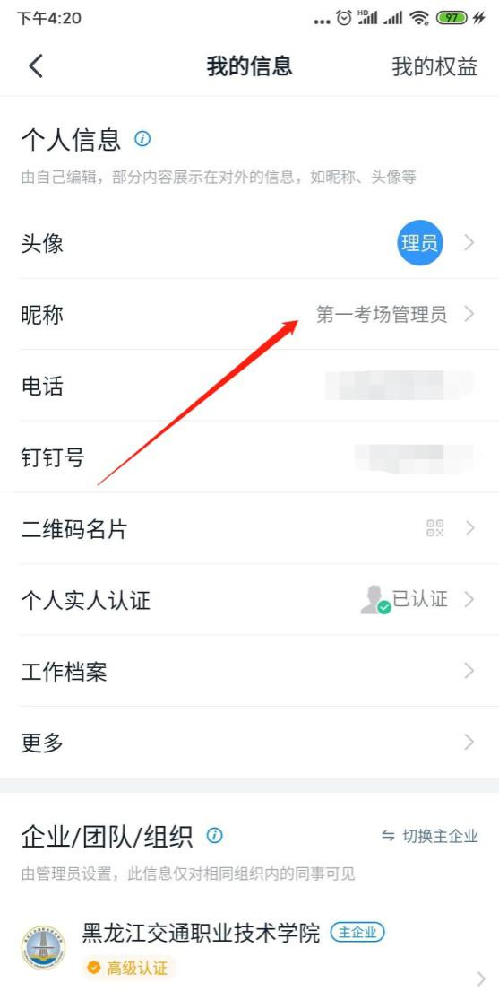 下午4:20
HD
97
我的信息
我的权益
个人信息
由自己编辑，部分内容展示在对外的信息，如昵称、头像等
头像
理员
昵称
第一考场管理员
电话
钉钉号
二维码名片
个人实人认证
已认证
工作档案
更多
企业/团队/组织
切换主企业
由管理员设置，此信息仅对相同组织内的同事可见
黑龙江交通职业技术学院
主企业
高级认证